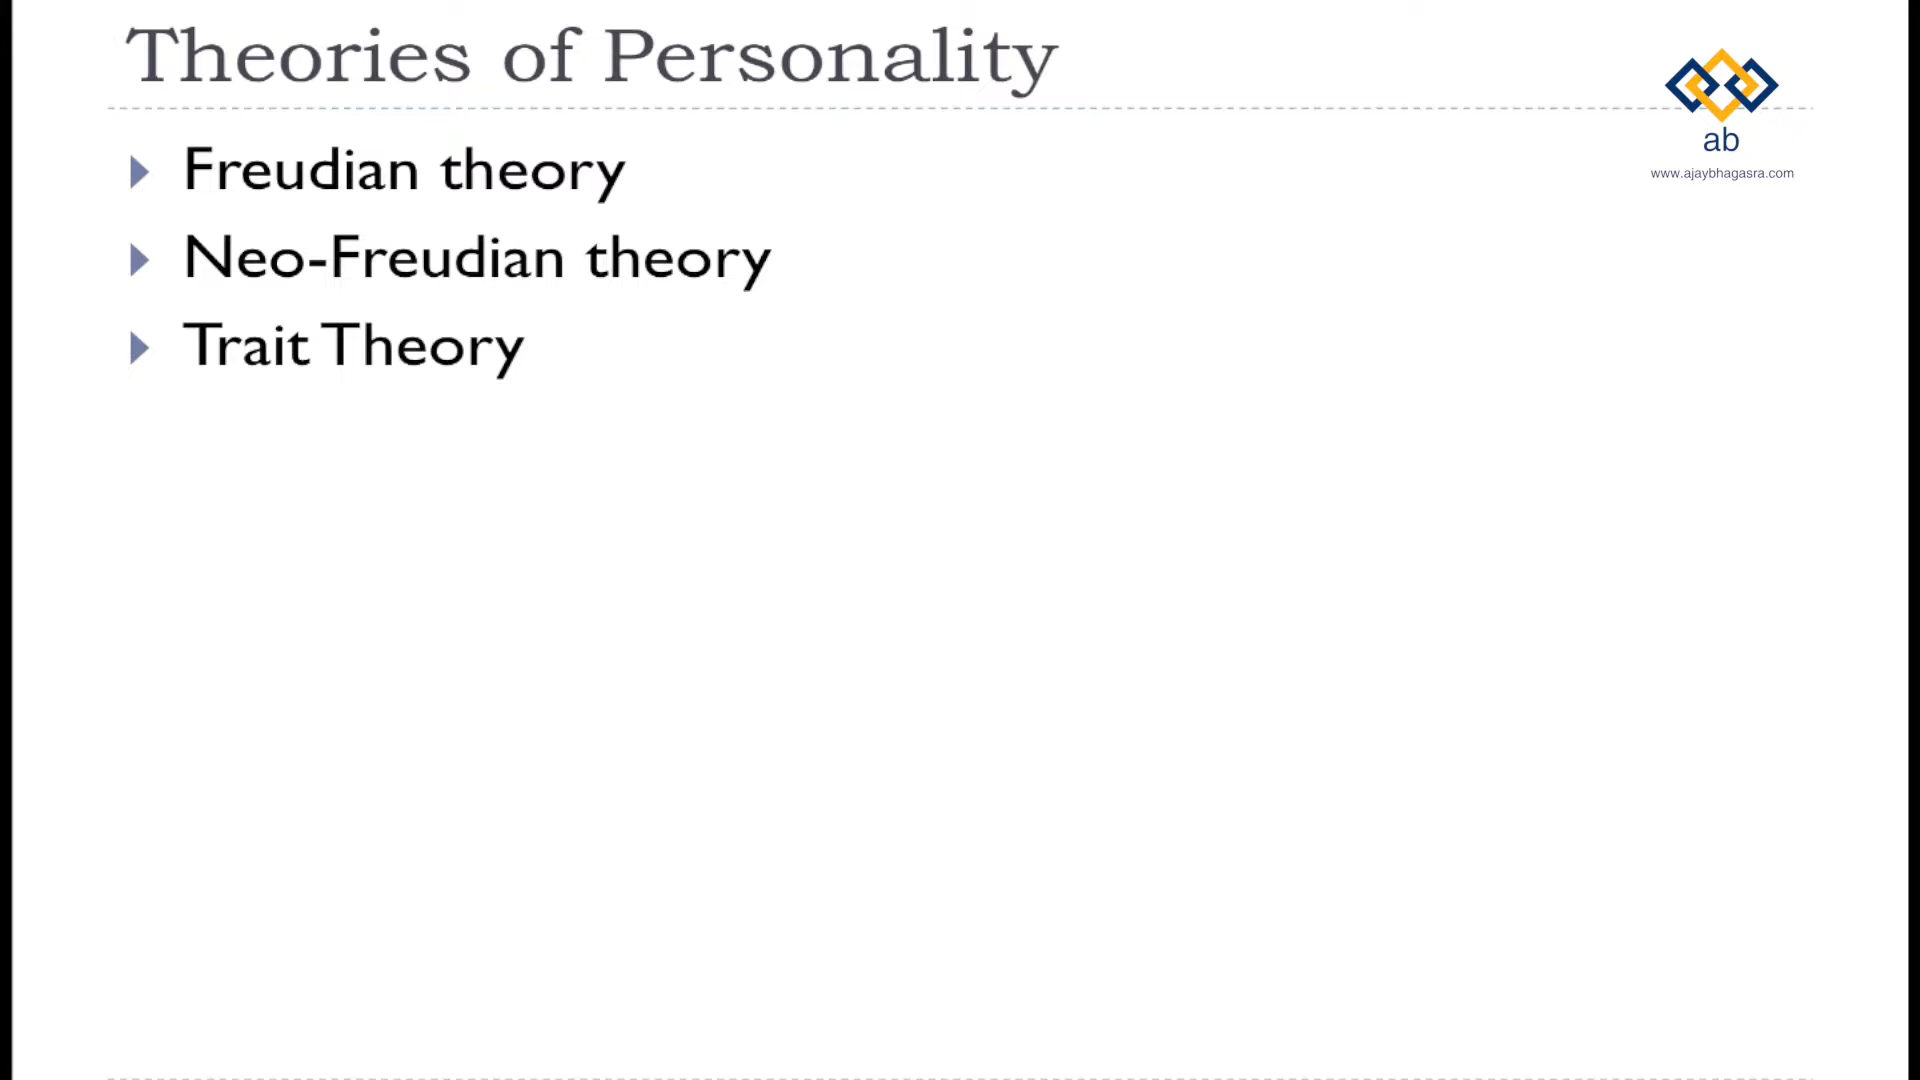 Theories of Personality
ab
www.ajaybhagasra.com
Freudian theory
Neo-Freudian theory
Trait Theory